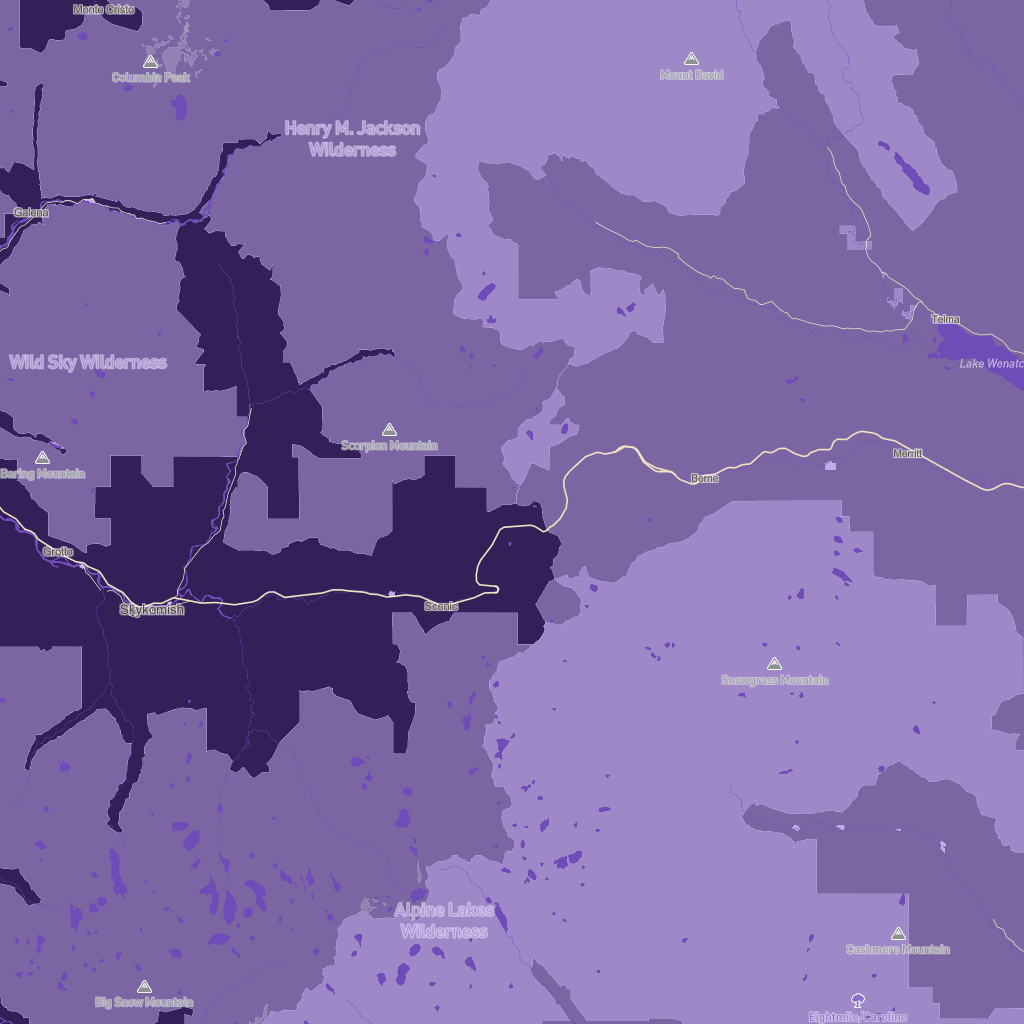 Monte Cristo
Columbia Peak
Mount David
Henry M. Jackson
Wilderness
Galena
Telma
Lake Wenatc
Wild Sky Wilderness
Scorpion Mountain
Baring Mountain
Merritt
Berne
Grotto
Skykomish
Scenic
Snowgrass Mountain
Alpine Lakes
Wilderness
Cashmere Mountain
Big Snow Mountain
Eightmile/Caroline